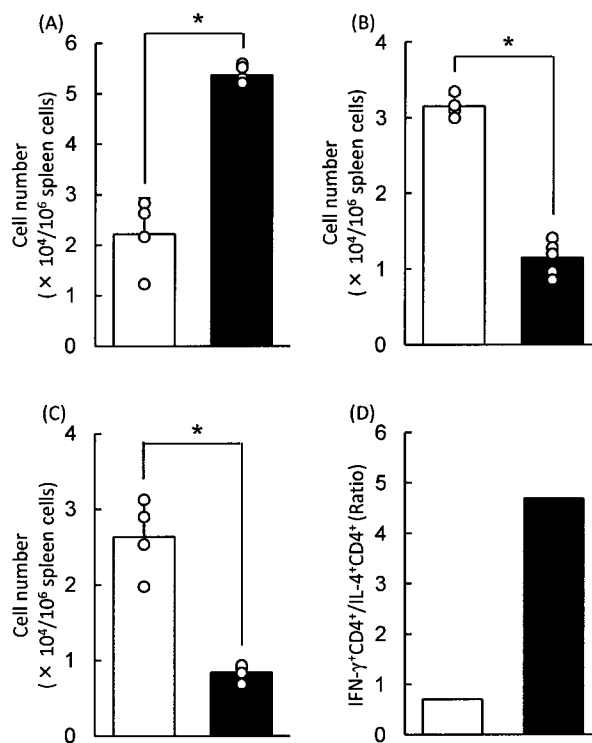 (A)
*
Cell number
(× 10⁴/10⁶ spleen cells)
6
5
4
3
2
1
0
(B)
*
Cell number
(× 10⁴/10⁶ spleen cells)
4
3
2
1
0
(C)
*
Cell number
(× 10⁴/10⁶ spleen cells)
4
3
2
1
0
(D)
IFN-γ⁺CD4⁺/IL-4⁺CD4⁺ (Ratio)
6
5
4
3
2
1
0